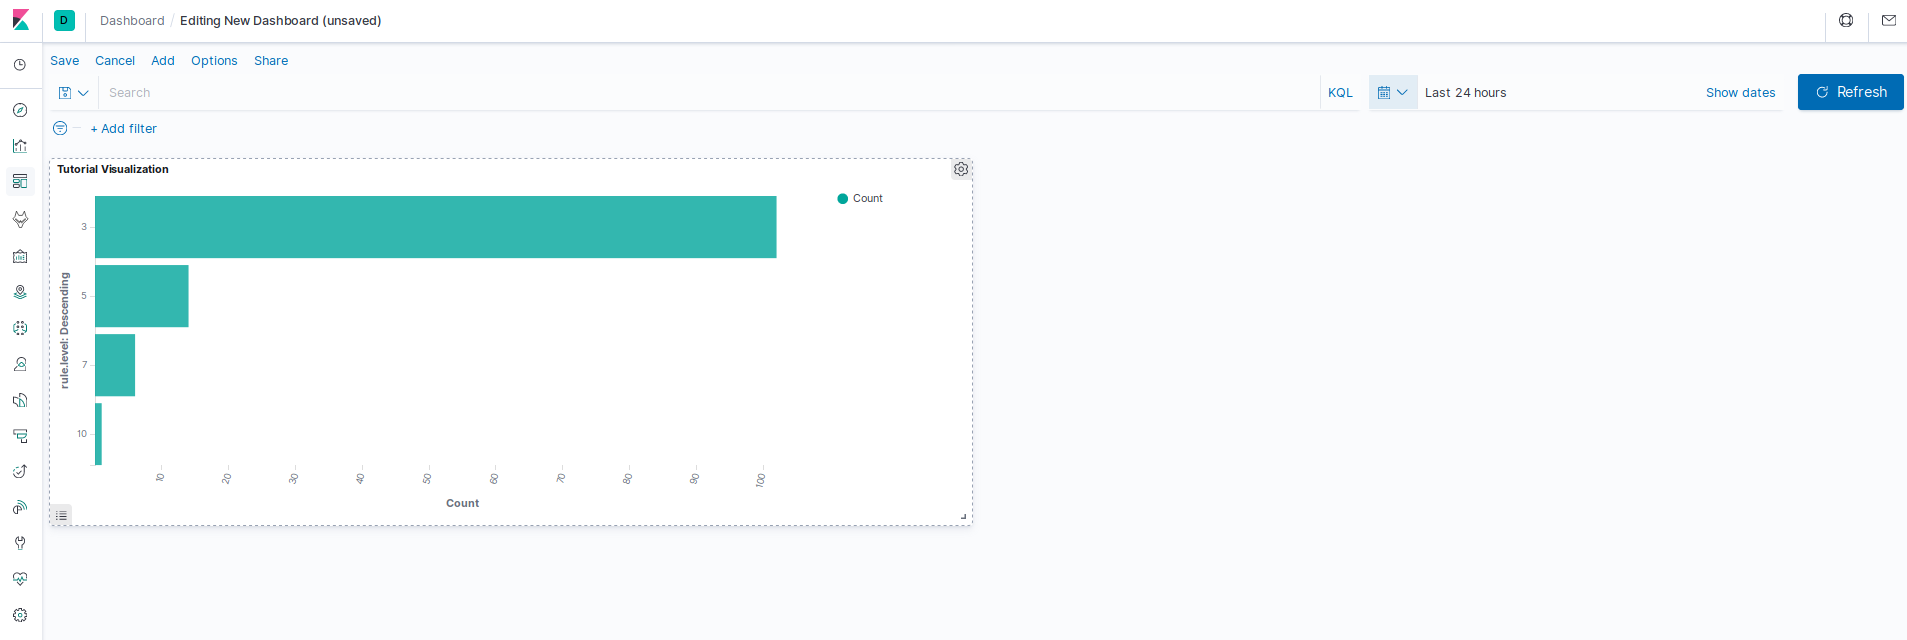 D Dashboard / Editing New Dashboard (unsaved)
Save Cancel Add Options Share
Search KQL Last 24 hours Show dates Refresh
+ Add filter
Tutorial Visualization
Count
3
5
7
10
rule.level: Descending
10 20 30 40 50 60 70 80 90 100
Count